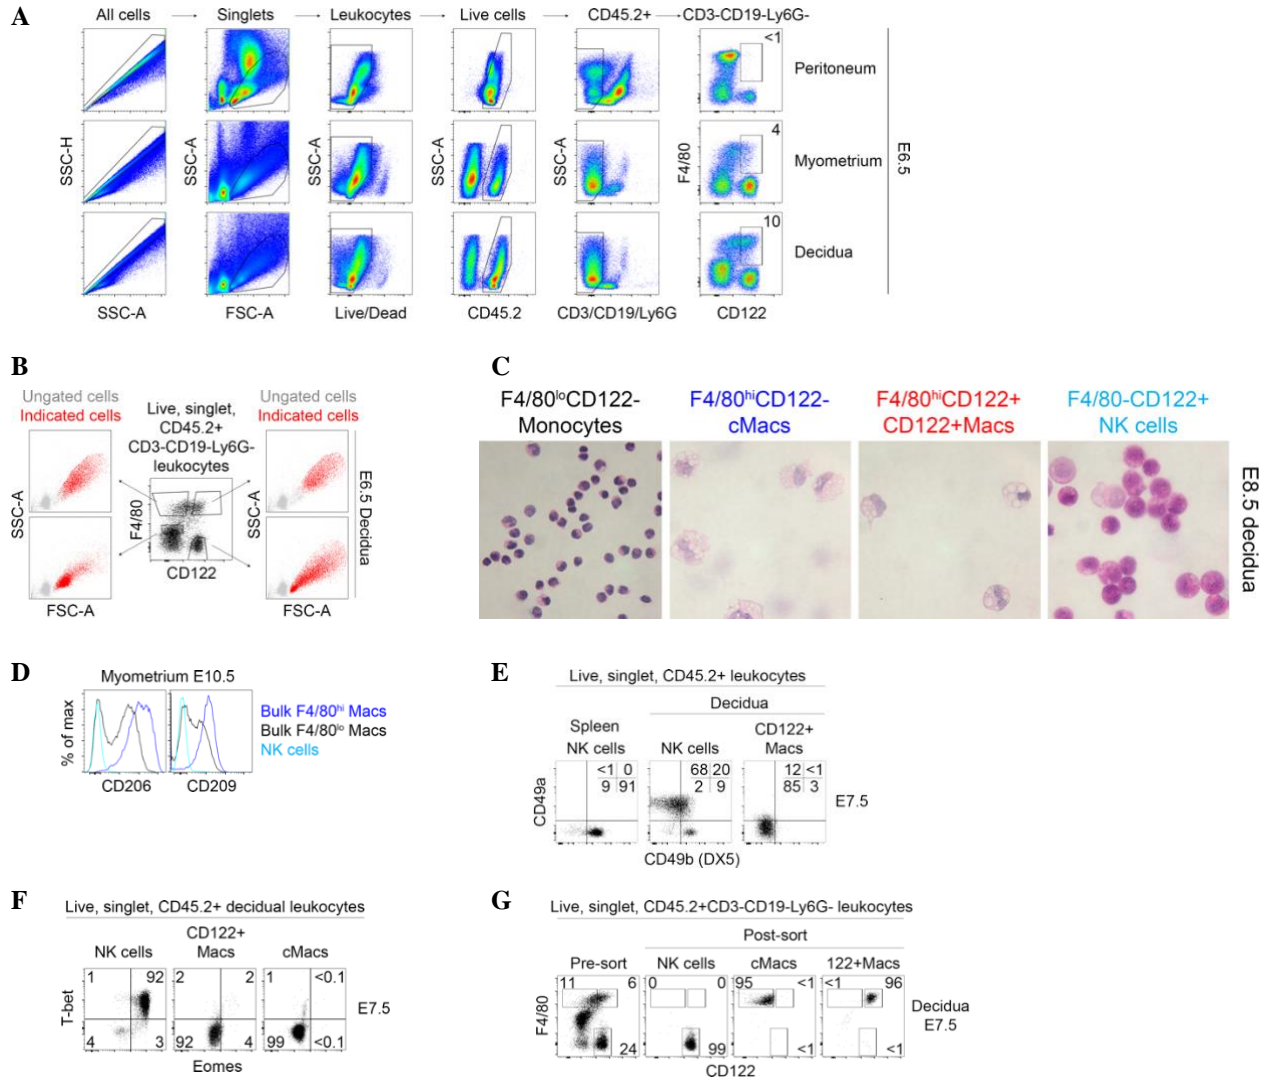 A
All cells → Singlets → Leukocytes → Live cells → CD45.2+ → CD3-CD19-Ly6G-
<1
Peritoneum
SSC-H
SSC-A
SSC-A
SSC-A
SSC-A
F4/80
4
Myometrium
E6.5
10
Decidua
SSC-A
FSC-A
Live/Dead
CD45.2
CD3/CD19/Ly6G
CD122
B
Ungated cells
Indicated cells
Live, singlet,
CD45.2+
CD3-CD19-Ly6G-
leukocytes
Ungated cells
Indicated cells
SSC-A
F4/80
CD122
SSC-A
FSC-A
FSC-A
E6.5 Decidua
C
F4/80loCD122-
Monocytes
F4/80hiCD122-
cMacs
F4/80hiCD122+
CD122+Macs
F4/80-CD122+
NK cells
E8.5 decidua
D
Myometrium E10.5
% of max
CD206
CD209
Bulk F4/80hi Macs
Bulk F4/80lo Macs
NK cells
E
Live, singlet, CD45.2+ leukocytes
Decidua
Spleen
NK cells
NK cells
CD122+
Macs
<1 0
9 91
68 20
2 9
12 <1
85 3
CD49a
E7.5
CD49b (DX5)
F
Live, singlet, CD45.2+ decidual leukocytes
NK cells
CD122+
Macs
cMacs
1 92
4 3
2 2
92 4
1 <0.1
99 <0.1
T-bet
E7.5
Eomes
G
Live, singlet, CD45.2+CD3-CD19-Ly6G- leukocytes
Post-sort
Pre-sort
NK cells
cMacs
122+Macs
11 6
24
0 0
99
95 <1
<1
<1 96
<1
F4/80
Decidua
E7.5
CD122